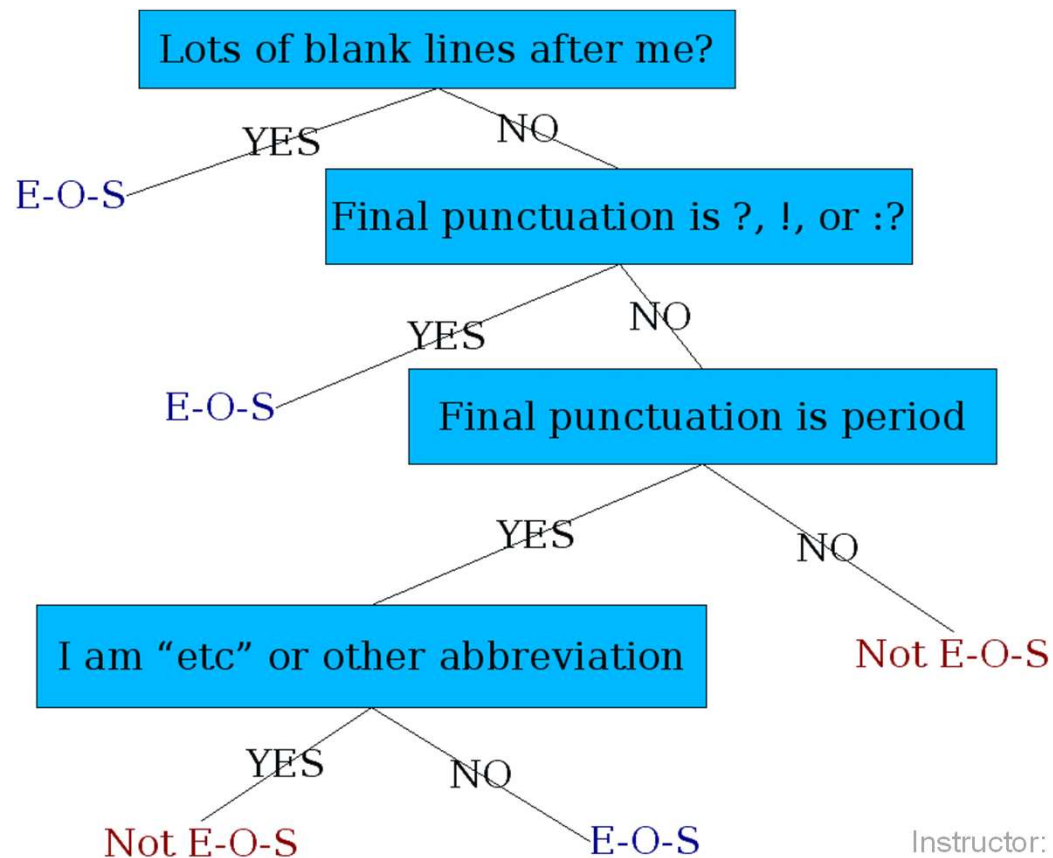 Lots of blank lines after me?
YES
NO
E-O-S
Final punctuation is ?, !, or :?
YES
NO
E-O-S
Final punctuation is period
YES
NO
I am “etc” or other abbreviation
Not E-O-S
YES
NO
Not E-O-S
E-O-S
Instructor: